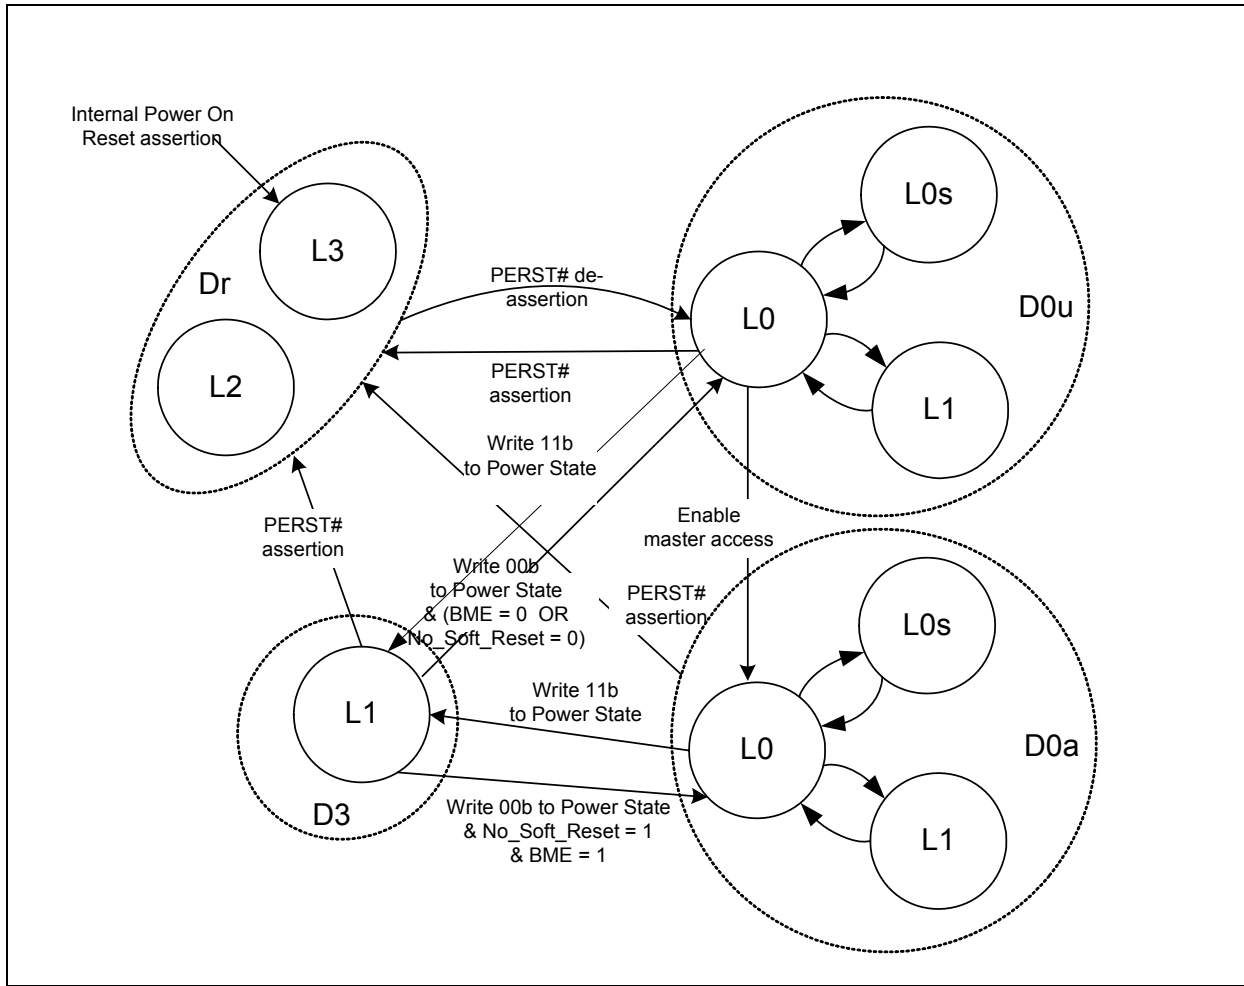 Internal Power On
Reset assertion
L3
Dr
L2
PERST# de-
assertion
PERST#
assertion
L0s
L0
D0u
L1
Write 11b
to Power State
PERST#
assertion
Enable
master access
Write 00b
to Power State
& (BME = 0 OR
No_Soft_Reset = 0)
PERST#
assertion
L1
D3
Write 11b
to Power State
Write 00b to Power State
& No_Soft_Reset = 1
& BME = 1
L0s
L0
D0a
L1